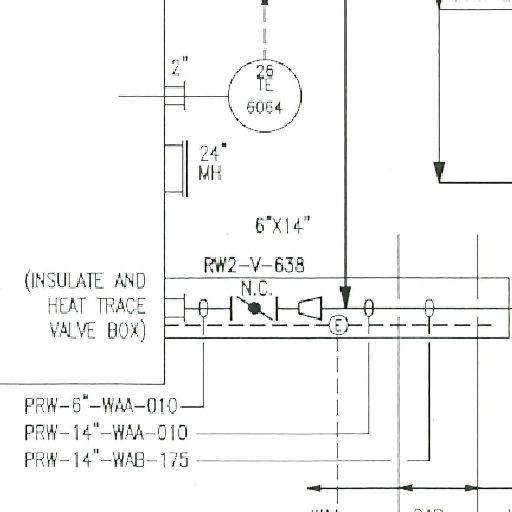 2"
26
TE
6064
24"
MH
6"X14"
RW2-V-638
N.C.
(INSULATE AND
HEAT TRACE
VALVE BOX)
E
PRW-6"-WAA-010
PRW-14"-WAA-010
PRW-14"-WAB-175